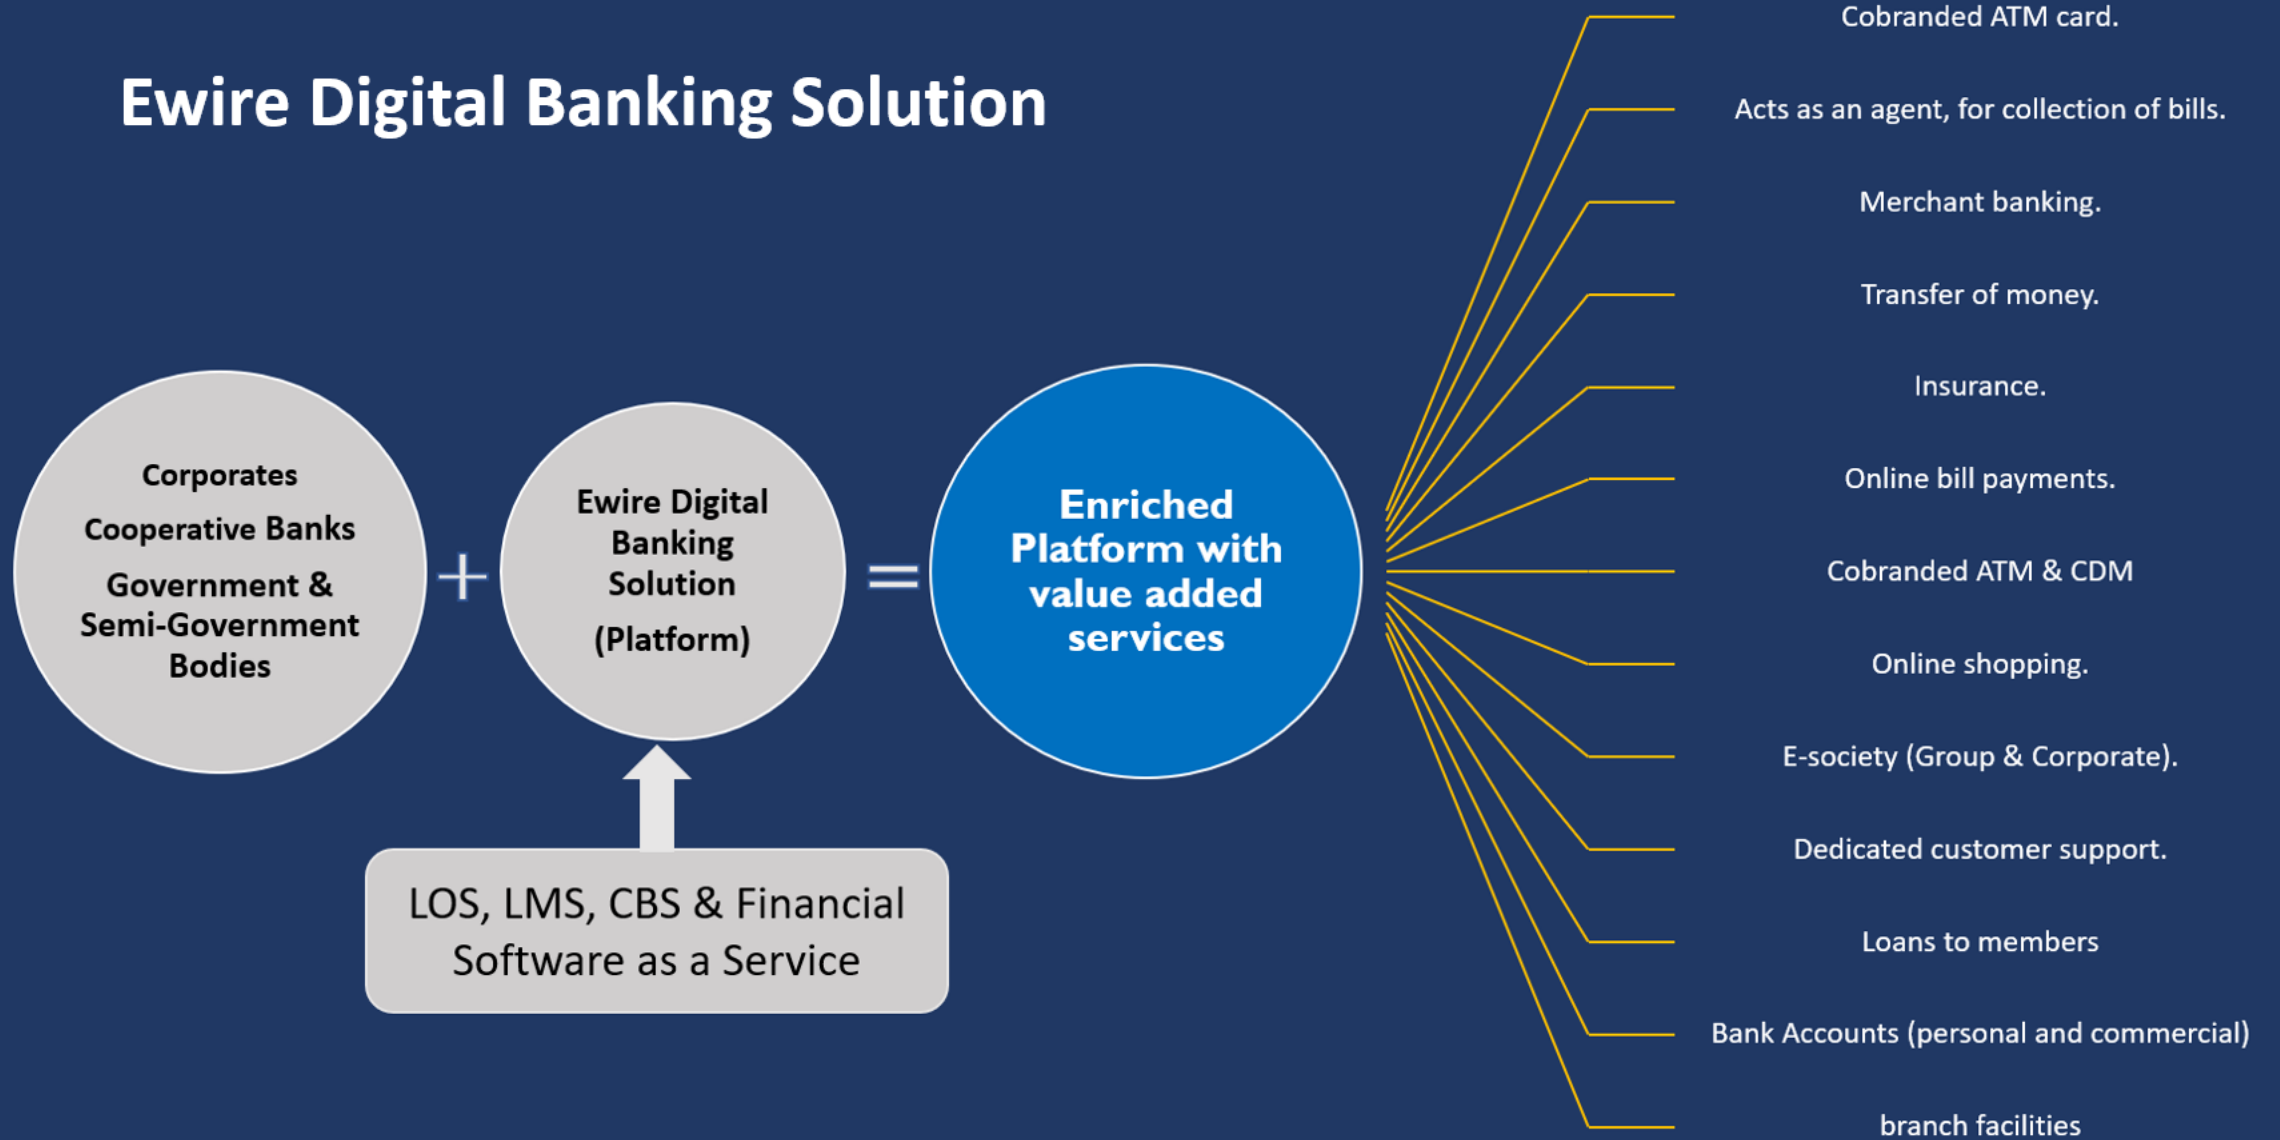 Ewire Digital Banking Solution
Corporates
Cooperative Banks
Government &
Semi-Government
Bodies
+
Ewire Digital
Banking
Solution
(Platform)
=
Enriched
Platform with
value added
services
LOS, LMS, CBS & Financial
Software as a Service
Cobranded ATM card.
Acts as an agent, for collection of bills.
Merchant banking.
Transfer of money.
Insurance.
Online bill payments.
Cobranded ATM & CDM
Online shopping.
E-society (Group & Corporate).
Dedicated customer support.
Loans to members
Bank Accounts (personal and commercial)
branch facilities